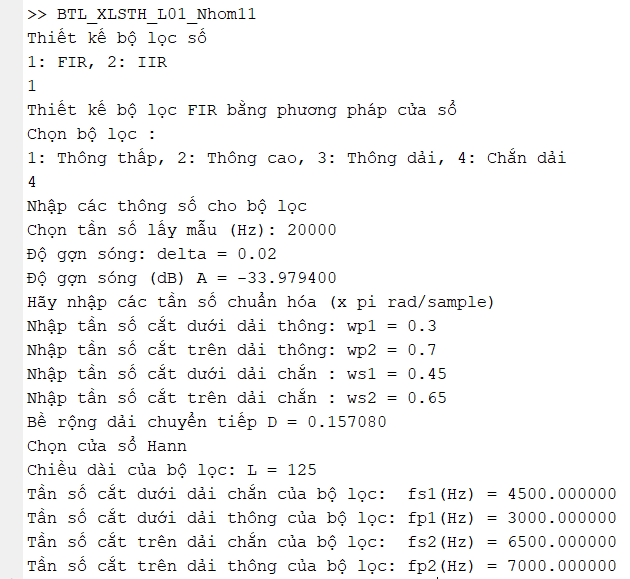 >> BTL_XLSTH_L01_Nhom11
Thiết kế bộ lọc số
1: FIR, 2: IIR
1
Thiết kế bộ lọc FIR bằng phương pháp cửa sổ
Chọn bộ lọc :
1: Thông thấp, 2: Thông cao, 3: Thông dải, 4: Chắn dải
4
Nhập các thông số cho bộ lọc
Chọn tần số lấy mẫu (Hz): 20000
Độ gợn sóng: delta = 0.02
Độ gợn sóng (dB) A = -33.979400
Hãy nhập các tần số chuẩn hóa (x pi rad/sample)
Nhập tần số cắt dưới dải thông: wp1 = 0.3
Nhập tần số cắt trên dải thông: wp2 = 0.7
Nhập tần số cắt dưới dải chắn : ws1 = 0.45
Nhập tần số cắt trên dải chắn : ws2 = 0.65
Bề rộng dải chuyển tiếp D = 0.157080
Chọn cửa sổ Hann
Chiều dài của bộ lọc: L = 125
Tần số cắt dưới dải chắn của bộ lọc:  fs1(Hz) = 4500.000000
Tần số cắt dưới dải thông của bộ lọc: fp1(Hz) = 3000.000000
Tần số cắt trên dải chắn của bộ lọc:  fs2(Hz) = 6500.000000
Tần số cắt trên dải thông của bộ lọc: fp2(Hz) = 7000.000000